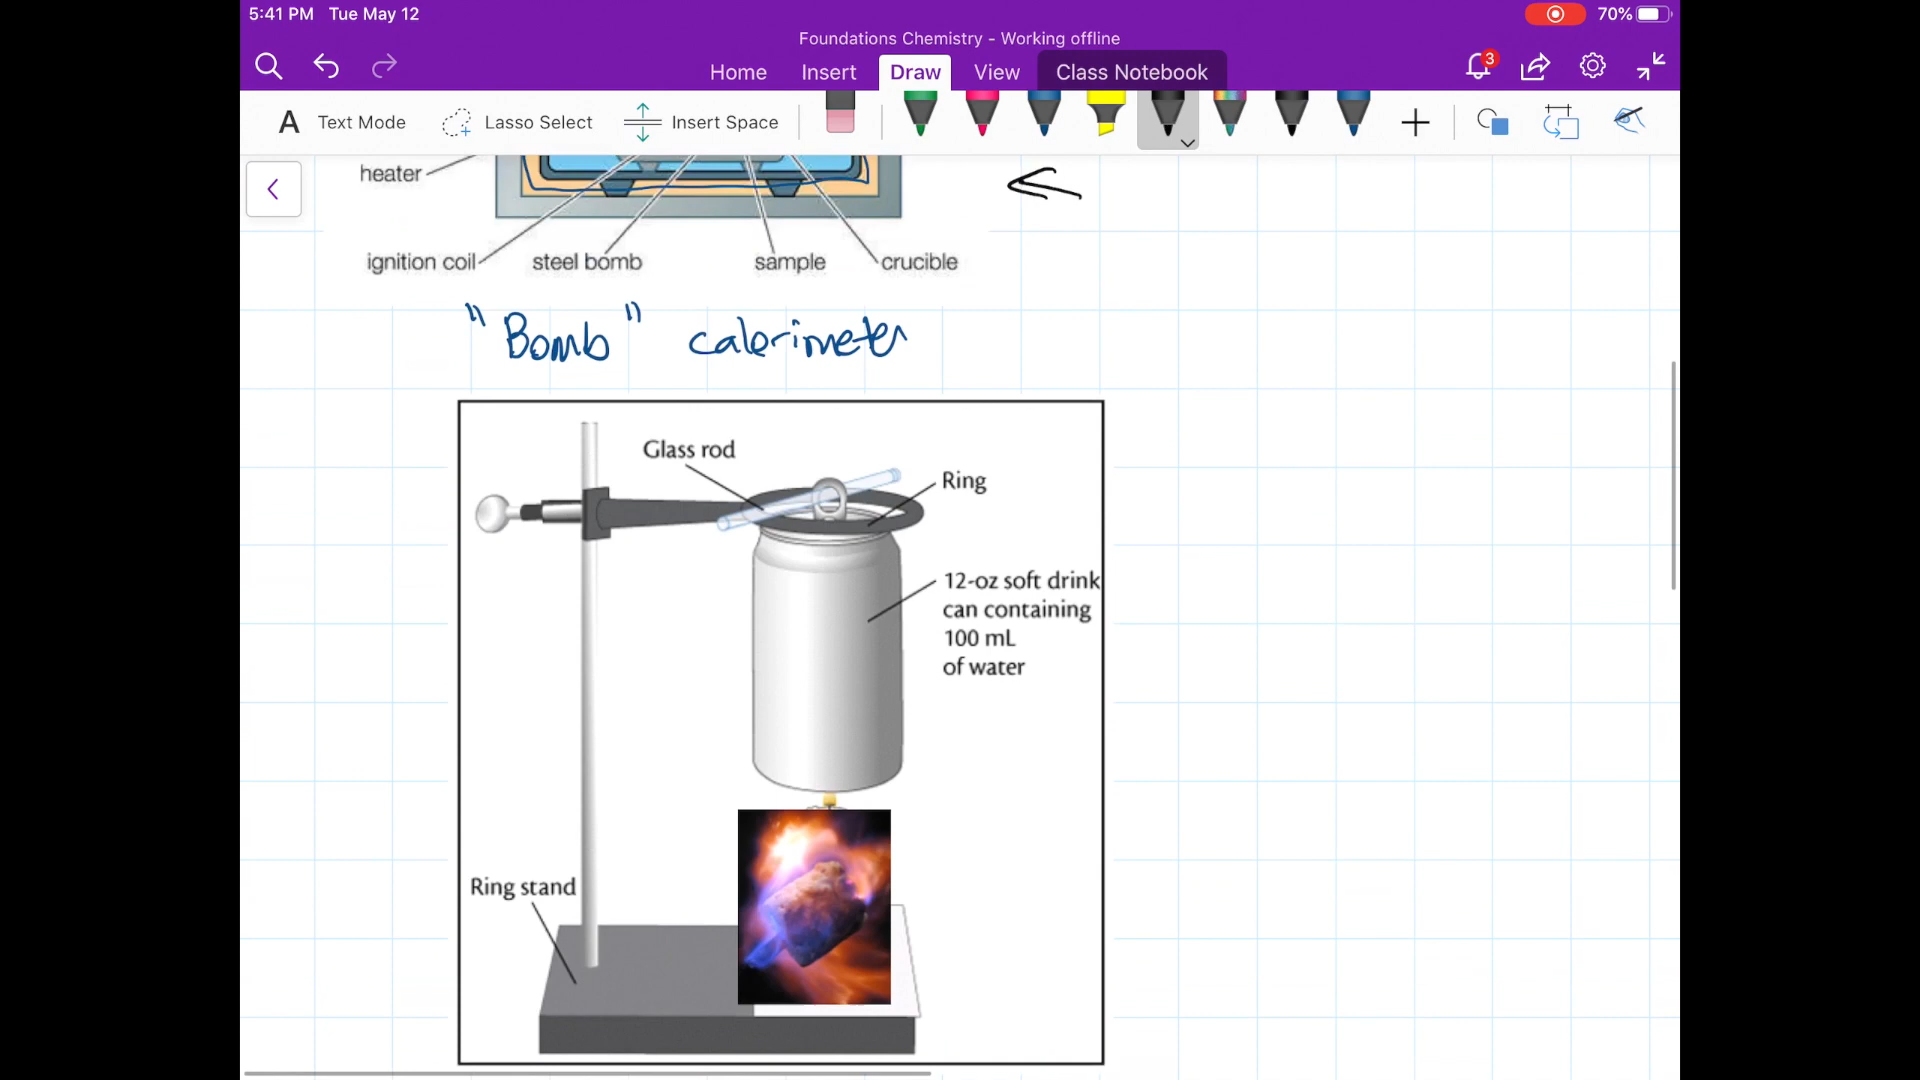 5:41 PM Tue May 12
70%
Foundations Chemistry - Working offline
Home Insert Draw View Class Notebook
3
A Text Mode Lasso Select Insert Space
heater
ignition coil steel bomb sample crucible
"Bomb" calorimeter
Glass rod
Ring
12-oz soft drink
can containing
100 mL
of water
Ring stand